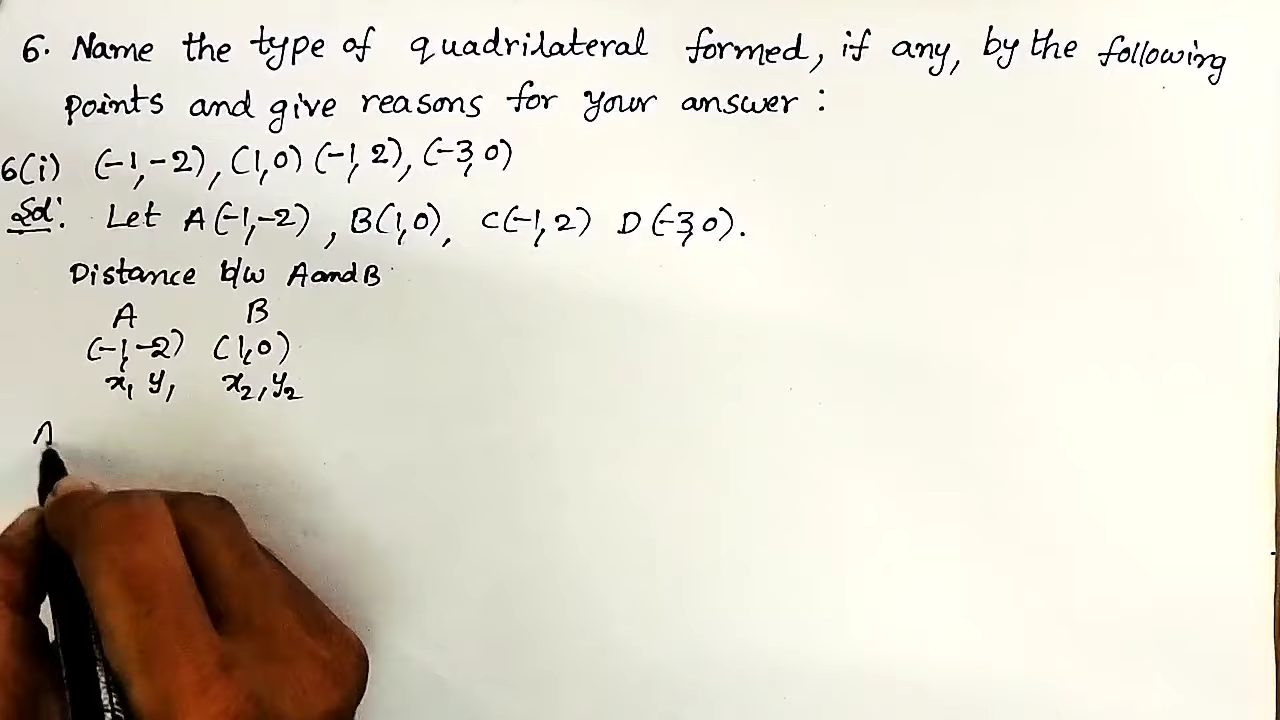 6. Name the type of quadrilateral formed, if any, by the following
points and give reasons for your answer :
6(i) (-1,-2), (1,0) (-1,2), (-3,0)
Sol: Let A(-1,-2), B(1,0), C(-1,2) D(-3,0).
Distance b/w A and B
A B
(-1,-2) (1,0)
x₁ y₁ x₂, y₂
A